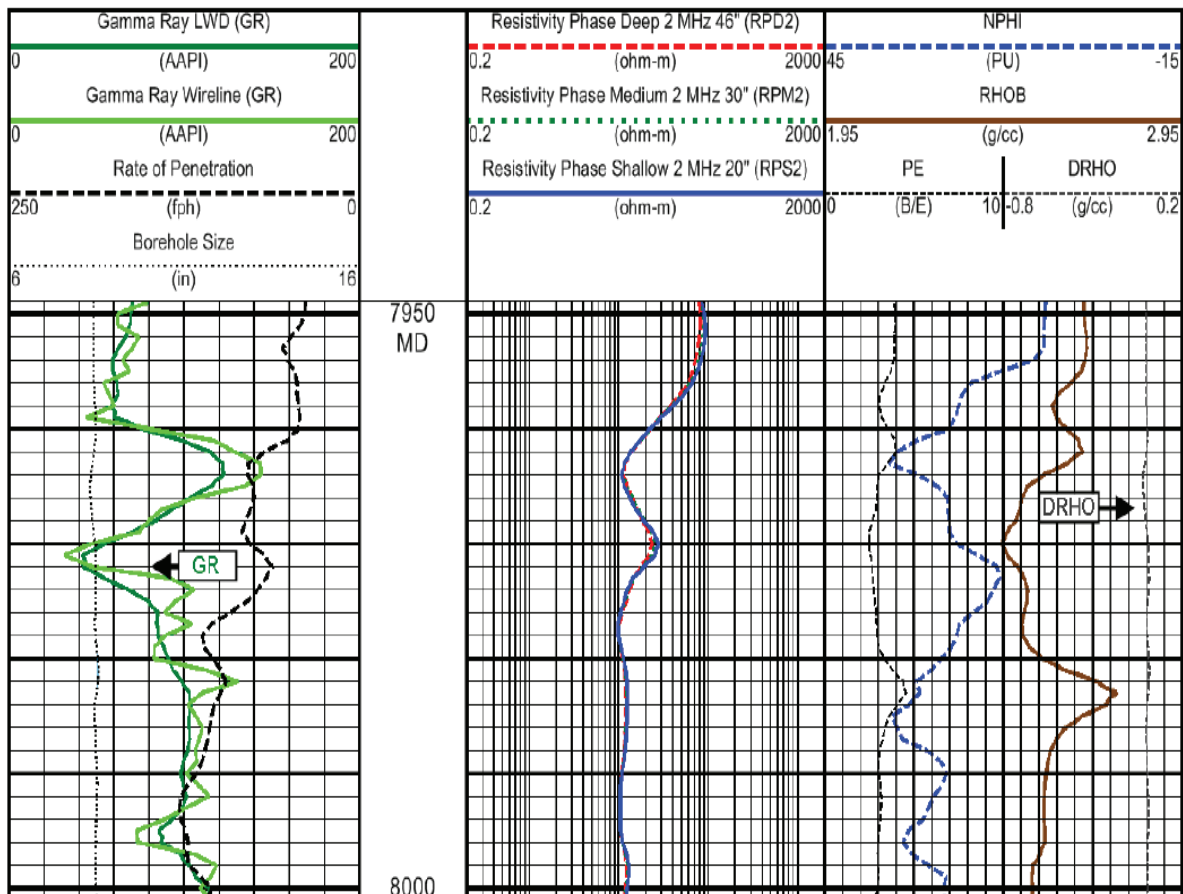 Gamma Ray LWD (GR)
0 (AAPI) 200
Gamma Ray Wireline (GR)
0 (AAPI) 200
Rate of Penetration
250 (fph) 0
Borehole Size
6 (in) 16
Resistivity Phase Deep 2 MHz 46" (RPD2)
0.2 (ohm-m) 2000
Resistivity Phase Medium 2 MHz 30" (RPM2)
0.2 (ohm-m) 2000
Resistivity Phase Shallow 2 MHz 20" (RPS2)
0.2 (ohm-m) 2000
NPHI
45 (PU) -15
RHOB
1.95 (g/cc) 2.95
PE DRHO
0 (B/E) 10 -0.8 (g/cc) 0.2
7950
MD
DRHO
GR
8000